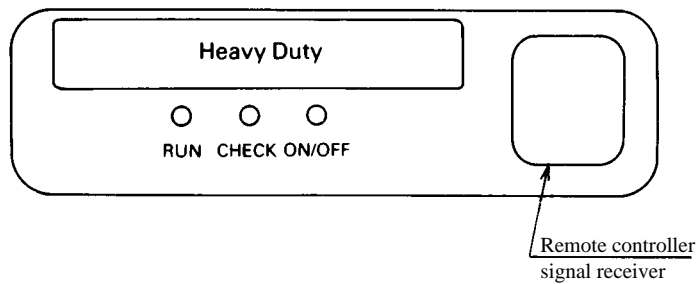 Heavy Duty
RUN CHECK ON/OFF
Remote controller
signal receiver